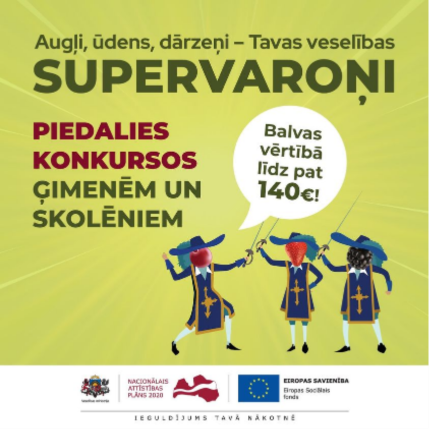 Augļi, ūdens, dārzeņi – Tavas veselības
SUPERVAROŅI
PIEDALIES
KONKURSOS
ĢIMENĒM UN
SKOLĒNIEM
Balvas
vērtībā
līdz pat
140€!
NACIONĀLAIS
ATTĪSTĪBAS
PLĀNS 2020
EIROPAS SAVIENĪBA
Eiropas Sociālais
fonds
IEGULDĪJUMS TAVĀ NĀKOTNĒ